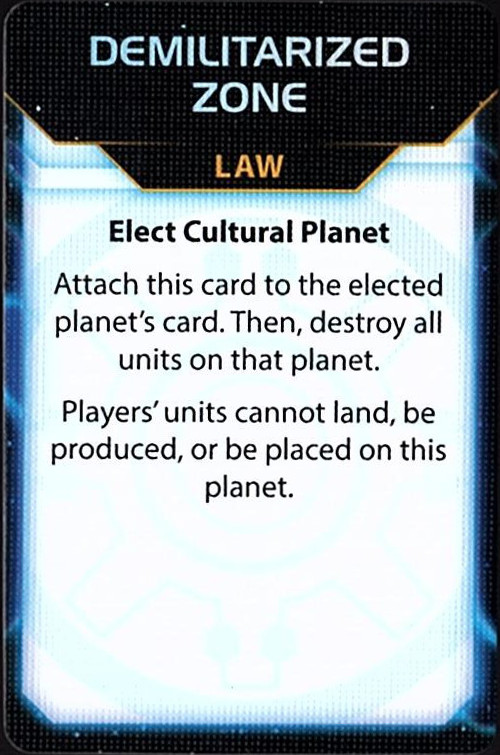 DEMILITARIZED
ZONE
LAW
Elect Cultural Planet
Attach this card to the elected
planet's card. Then, destroy all
units on that planet.
Players' units cannot land, be
produced, or be placed on this
planet.